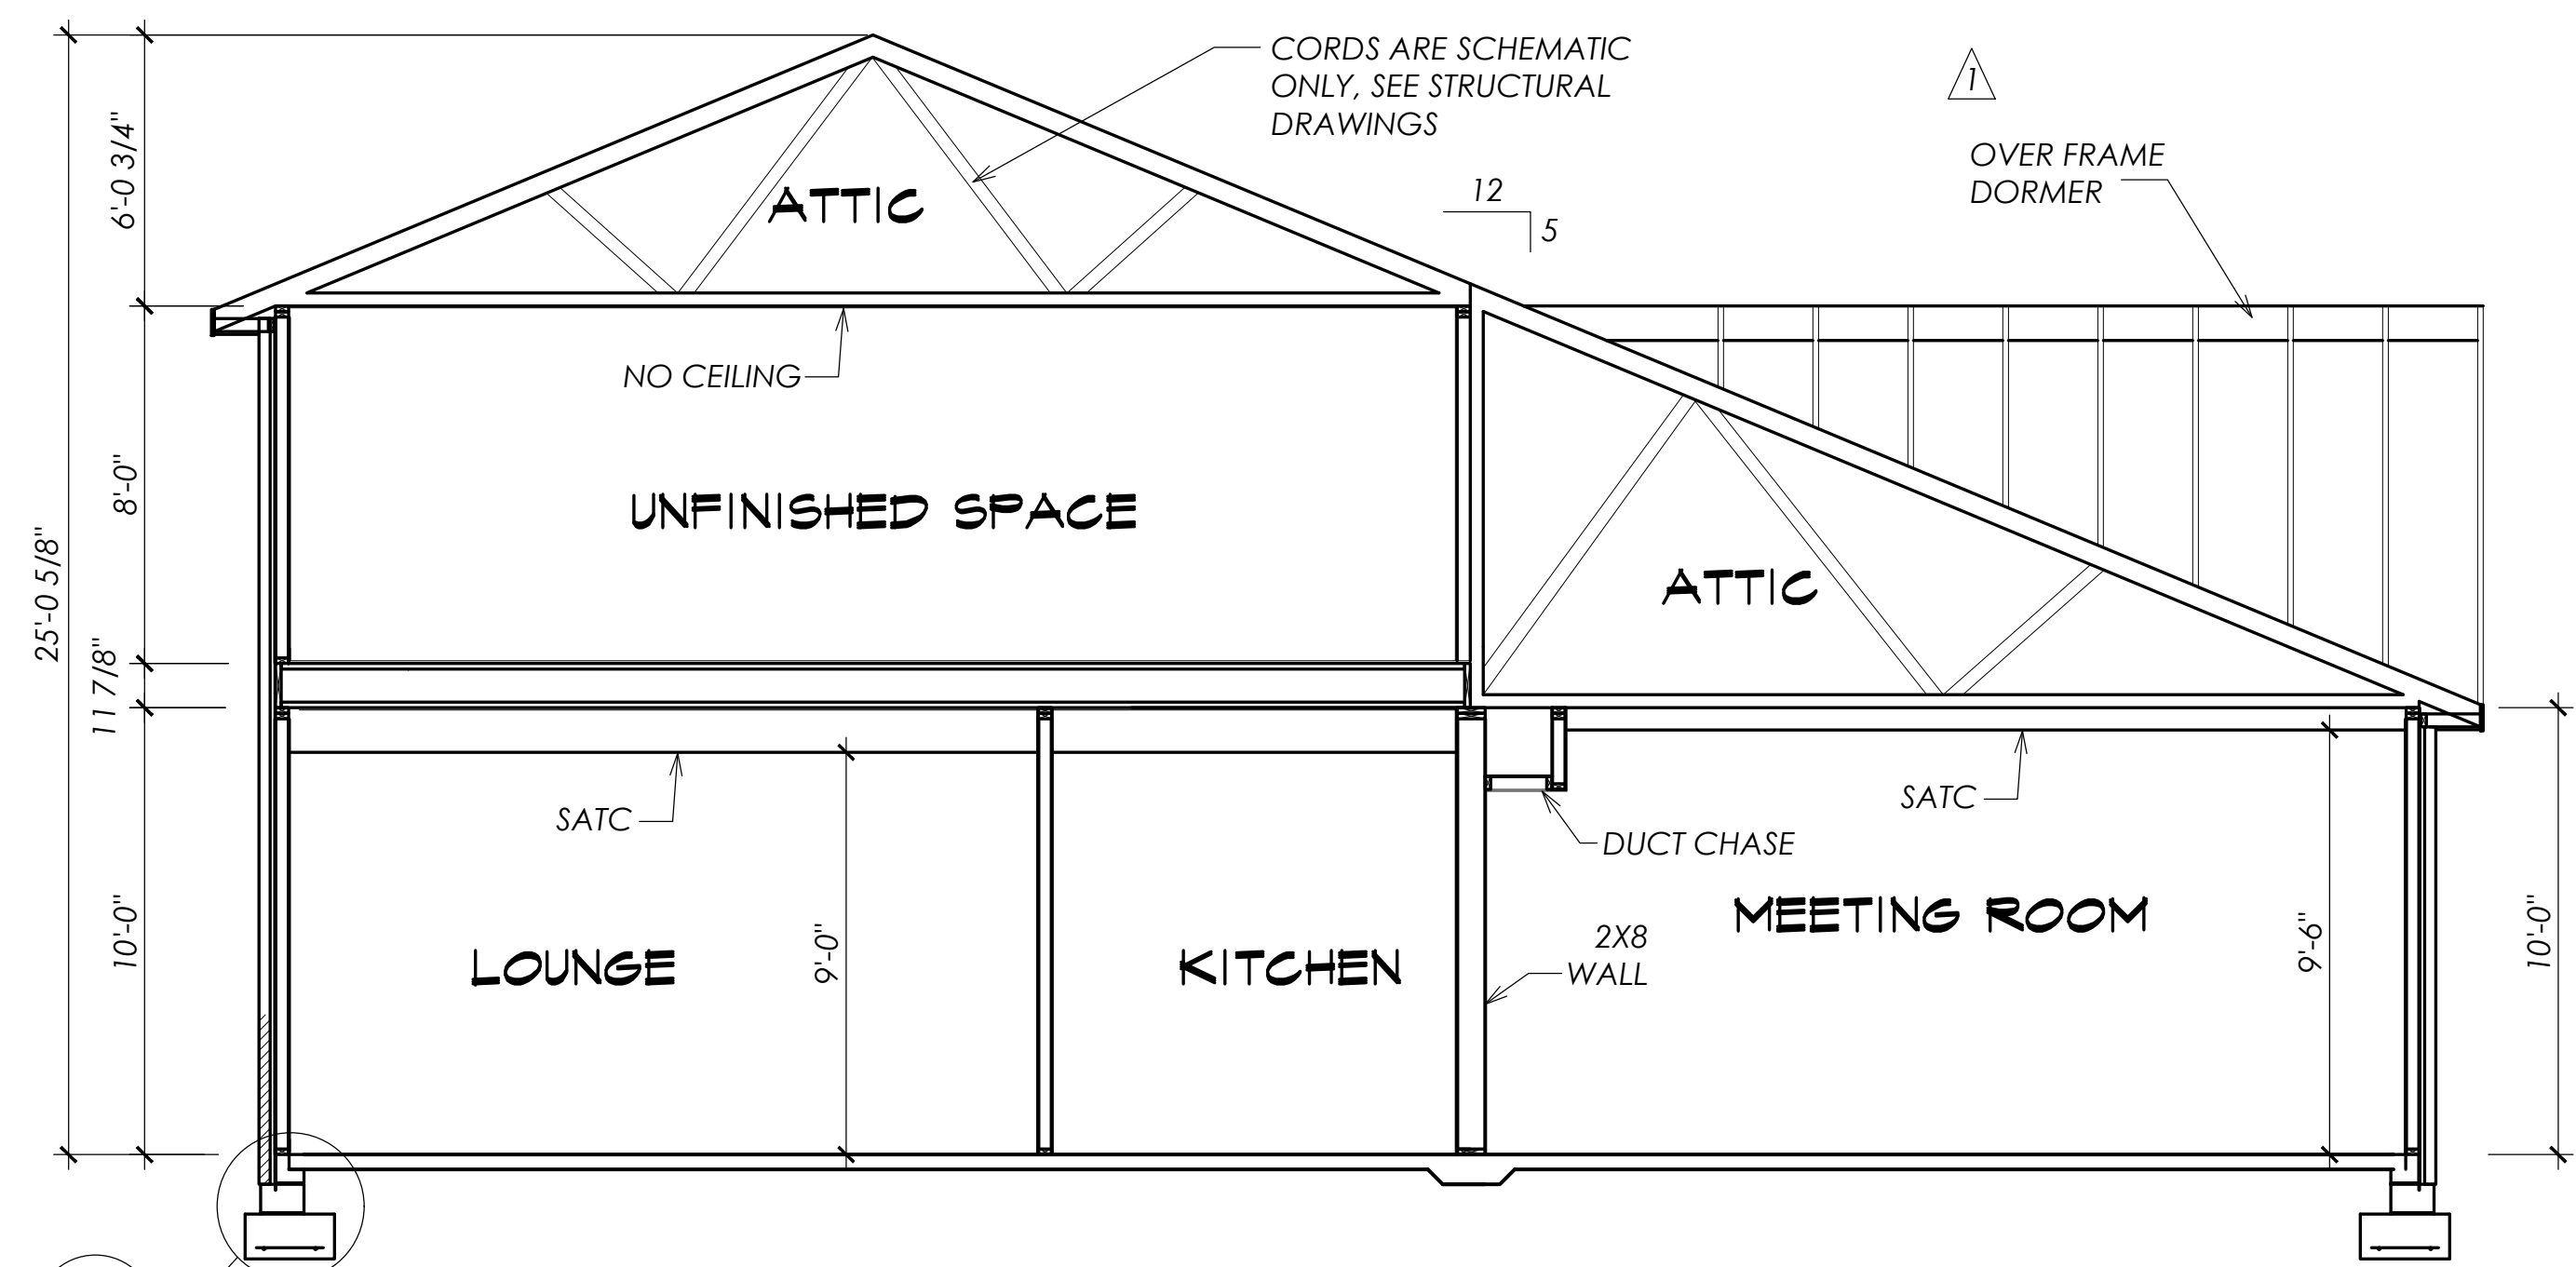 CORDS ARE SCHEMATIC
ONLY, SEE STRUCTURAL
DRAWINGS
1
OVER FRAME
DORMER
6'-0 3/4"
ATTIC
12
5
NO CEILING
8'-0"
UNFINISHED SPACE
25'-0 5/8"
ATTIC
11 7/8"
SATC
SATC
DUCT CHASE
10'-0"
LOUNGE
9'-0"
KITCHEN
2X8
WALL
MEETING ROOM
9'-6"
10'-0"